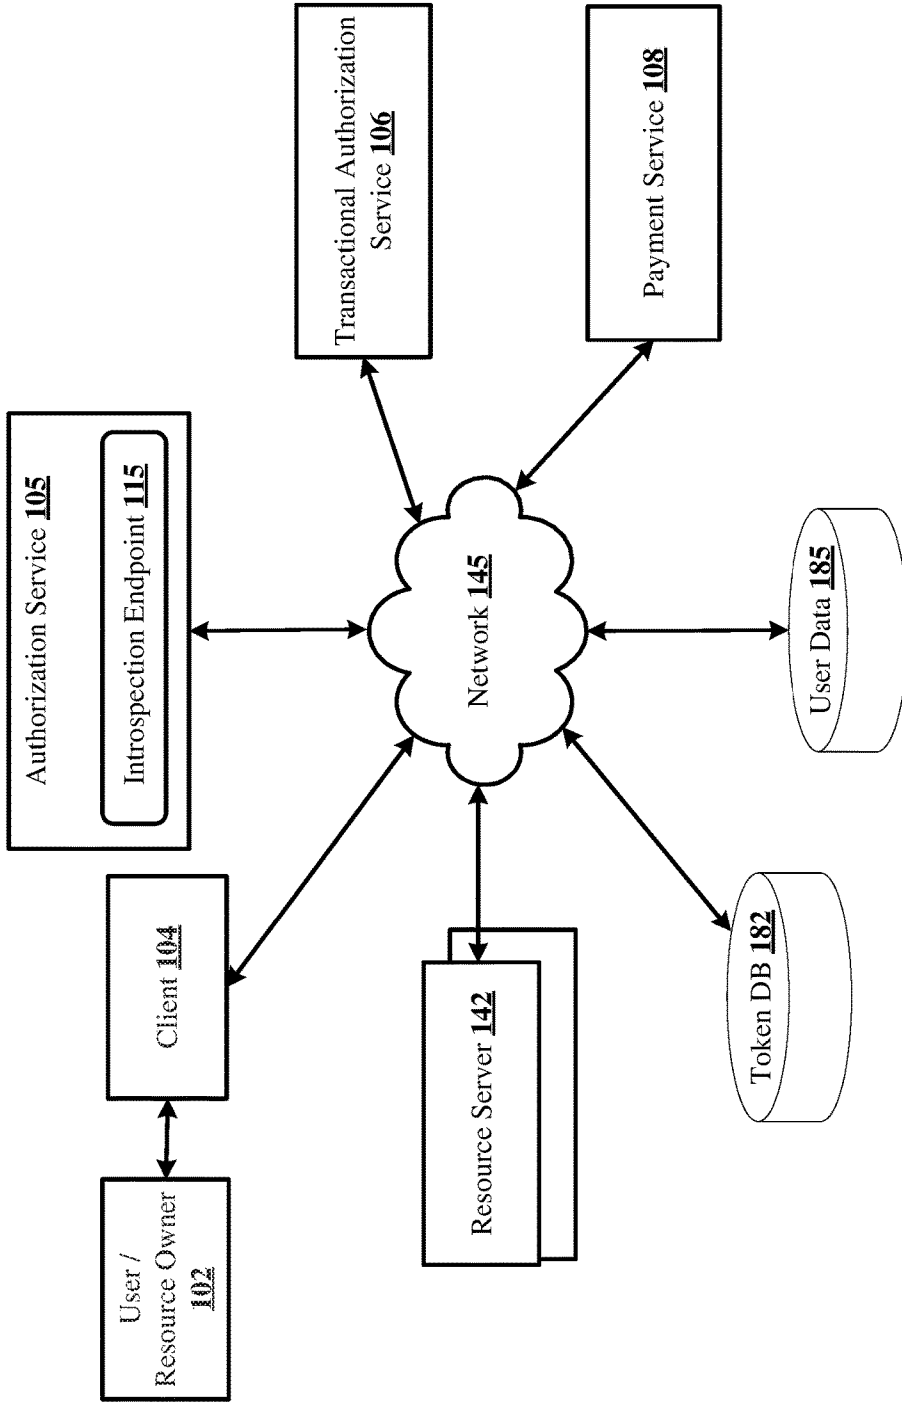 User /
Resource Owner
102
Client 104
Authorization Service 105
Introspection Endpoint 115
Transactional Authorization
Service 106
Resource Server 142
Network 145
Payment Service 108
Token DB 182
User Data 185